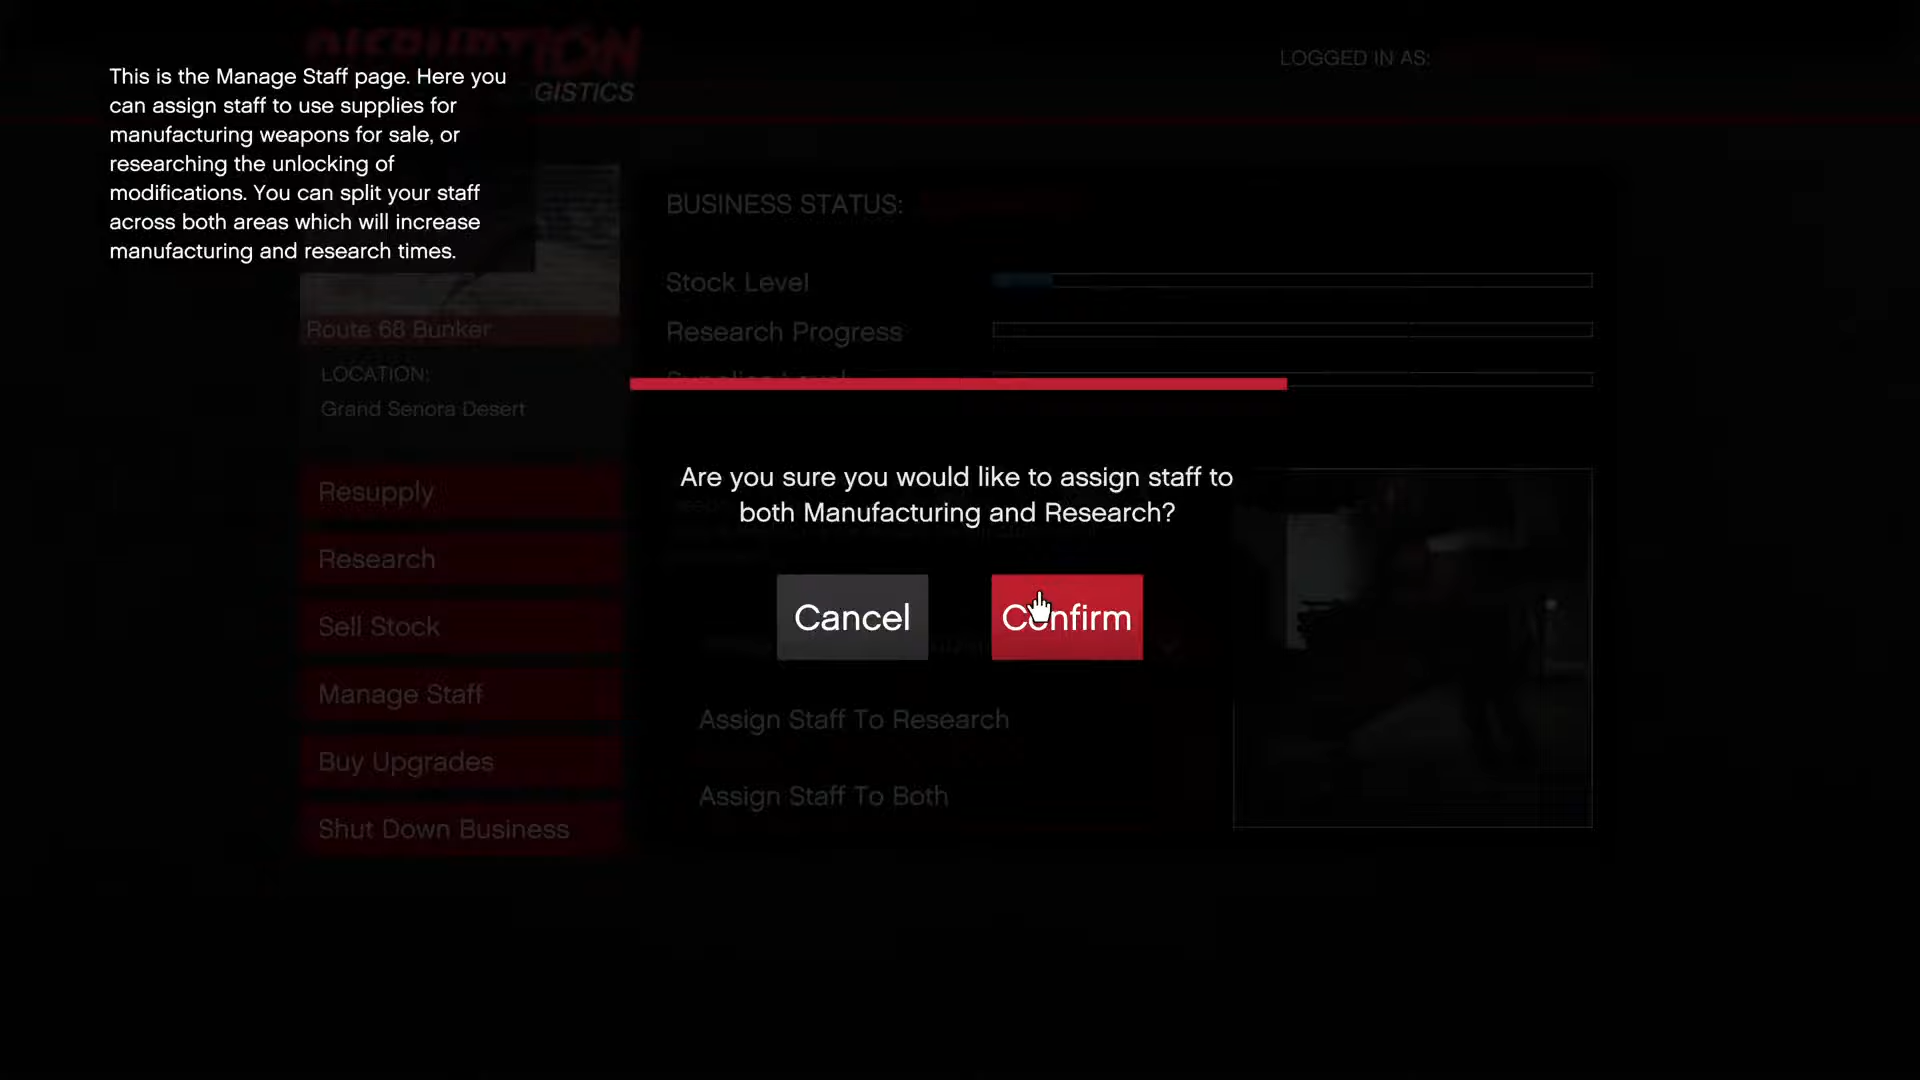 DISRUPTION
GISTICS
LOGGED IN AS:
This is the Manage Staff page. Here you
can assign staff to use supplies for
manufacturing weapons for sale, or
researching the unlocking of
modifications. You can split your staff
across both areas which will increase
manufacturing and research times.
Route 68 Bunker
LOCATION:
Grand Senora Desert
Resupply
Research
Sell Stock
Manage Staff
Buy Upgrades
Shut Down Business
BUSINESS STATUS:
Stock Level
Research Progress
Supplies Level
Are you sure you would like to assign staff to
both Manufacturing and Research?
Cancel
Confirm
Assign Staff To Research
Assign Staff To Both